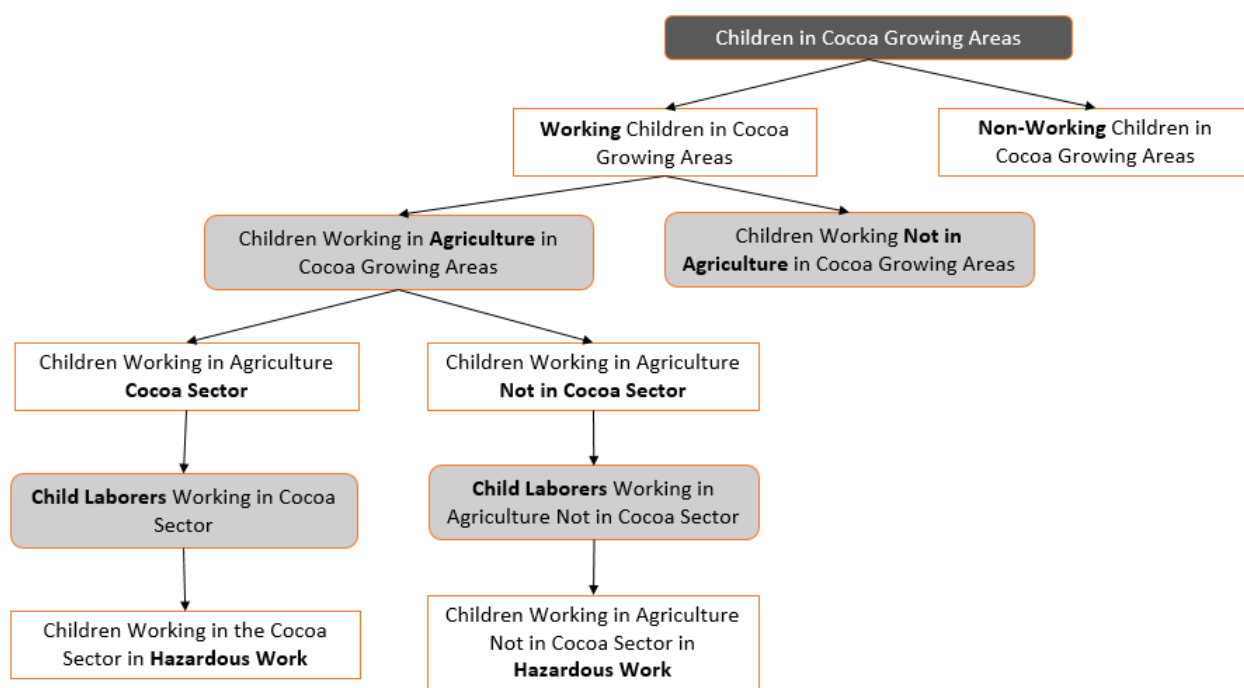 Children in Cocoa Growing Areas
Working Children in Cocoa
Growing Areas
Non-Working Children in
Cocoa Growing Areas
Children Working in Agriculture in
Cocoa Growing Areas
Children Working Not in
Agriculture in Cocoa Growing Areas
Children Working in Agriculture
Cocoa Sector
Children Working in Agriculture
Not in Cocoa Sector
Child Laborers Working in Cocoa
Sector
Child Laborers Working in
Agriculture Not in Cocoa Sector
Children Working in the Cocoa
Sector in Hazardous Work
Children Working in Agriculture
Not in Cocoa Sector in
Hazardous Work